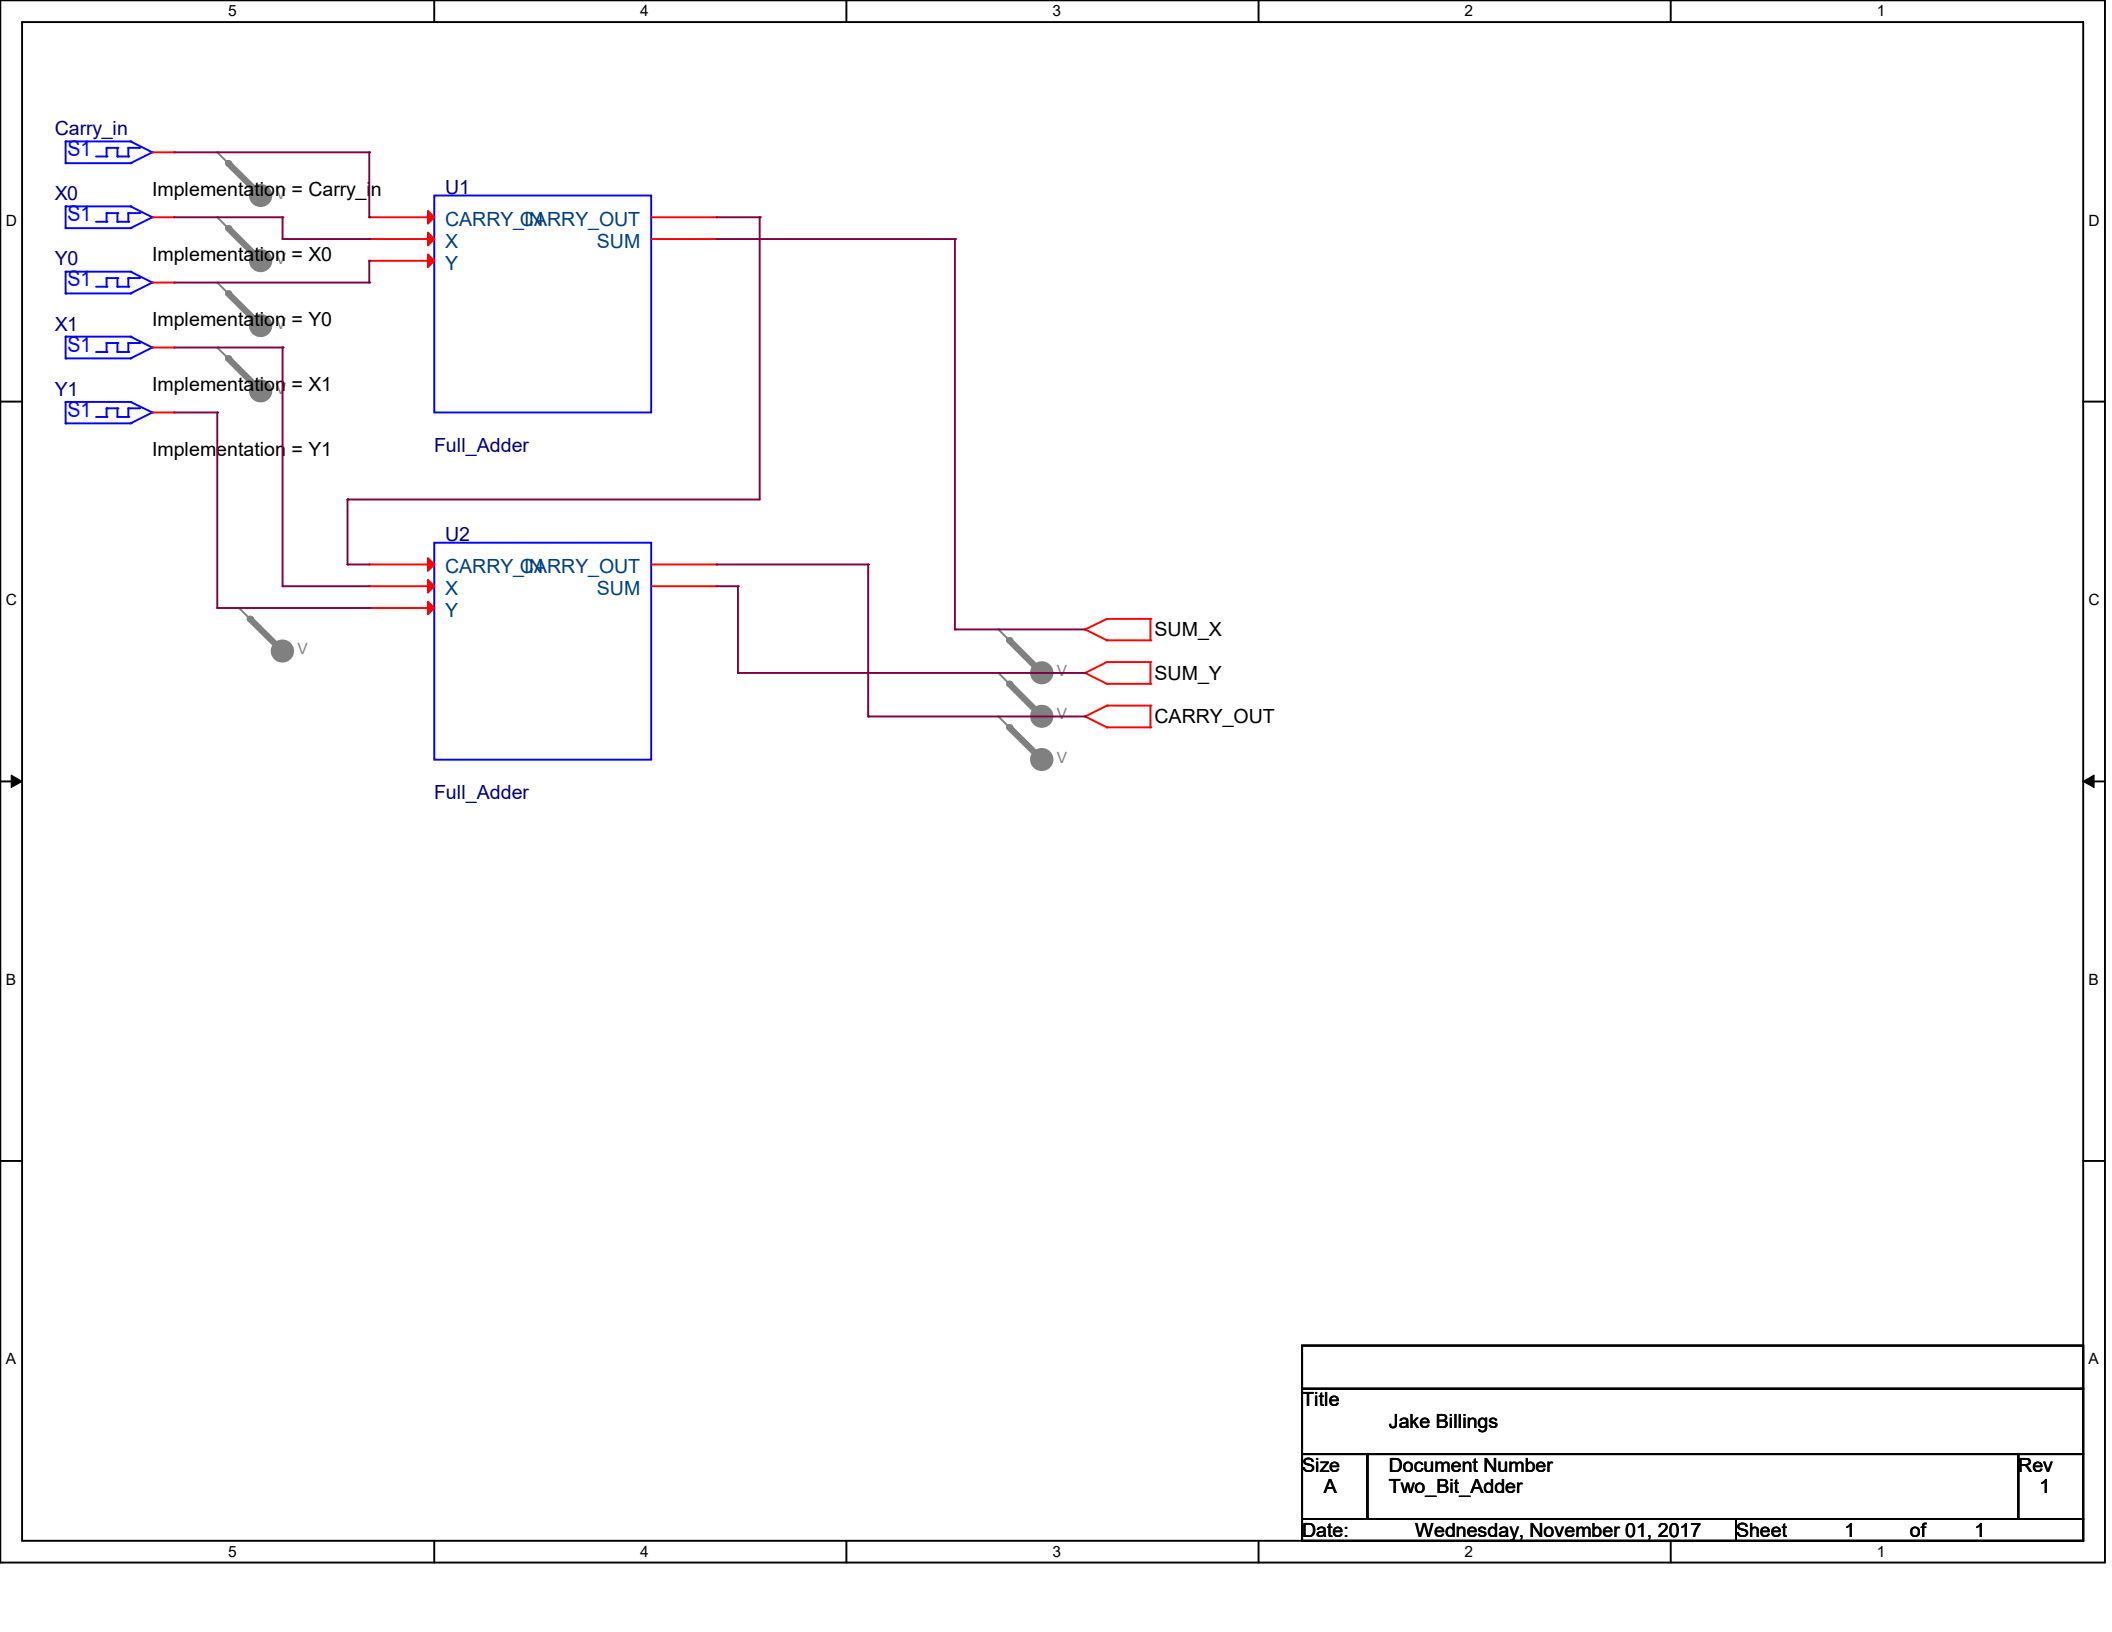 5 4 3 2 1
Carry_in
S1
Implementation = Carry_in
X0
S1
Implementation = X0
Y0
S1
Implementation = Y0
X1
S1
Implementation = X1
Y1
S1
Implementation = Y1
V
V
V
V
D D
U1
CARRY_IN CARRY_OUT
X SUM
Y
Full_Adder
U2
CARRY_IN CARRY_OUT
X SUM
Y
Full_Adder
C C
V
SUM_X
V
SUM_Y
V
CARRY_OUT
V
B B
A A
Title
Jake Billings
Size Document Number Rev
A Two_Bit_Adder 1
Date: Wednesday, November 01, 2017 Sheet 1 of 1
5 4 3 2 1